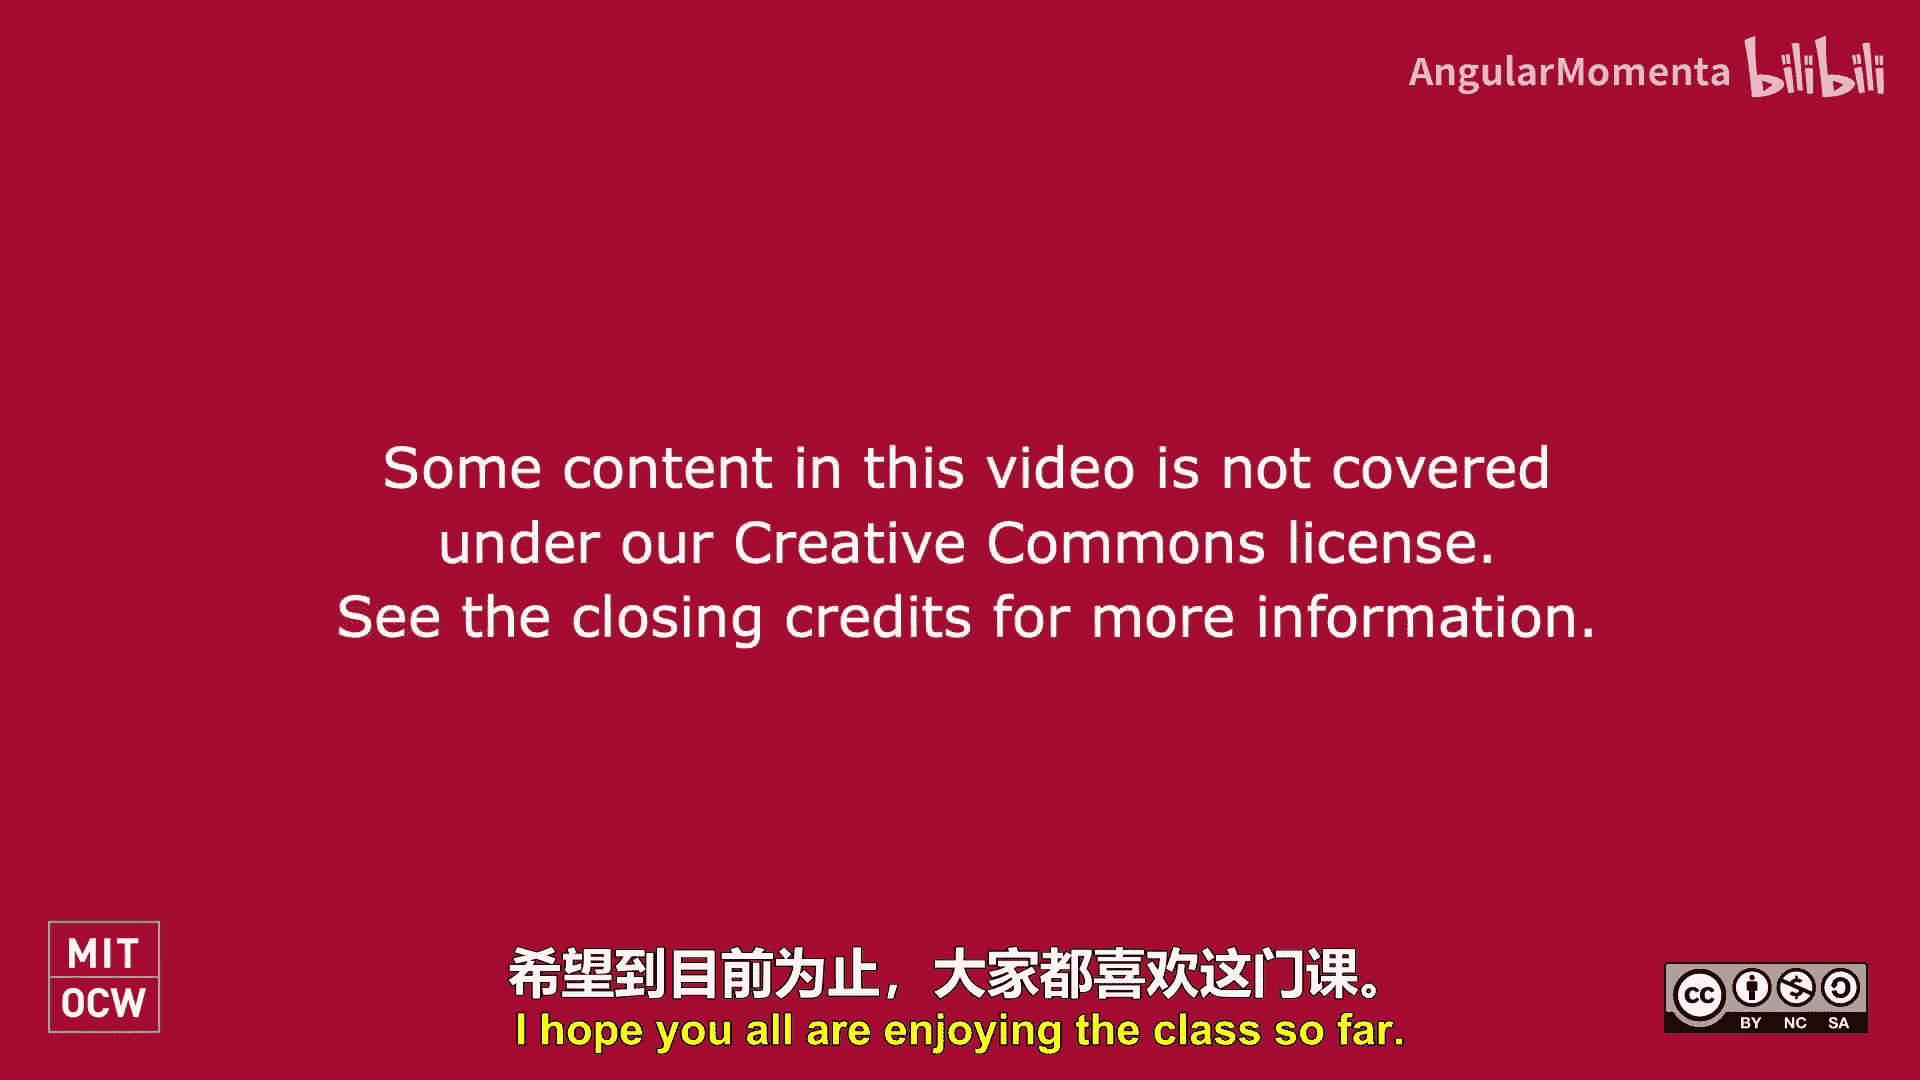 AngularMomenta bilibili
Some content in this video is not covered
under our Creative Commons license.
See the closing credits for more information.
MIT
OCW
希望到目前为止，大家都喜欢这门课。
I hope you all are enjoying the class so far.
cc
BY NC SA